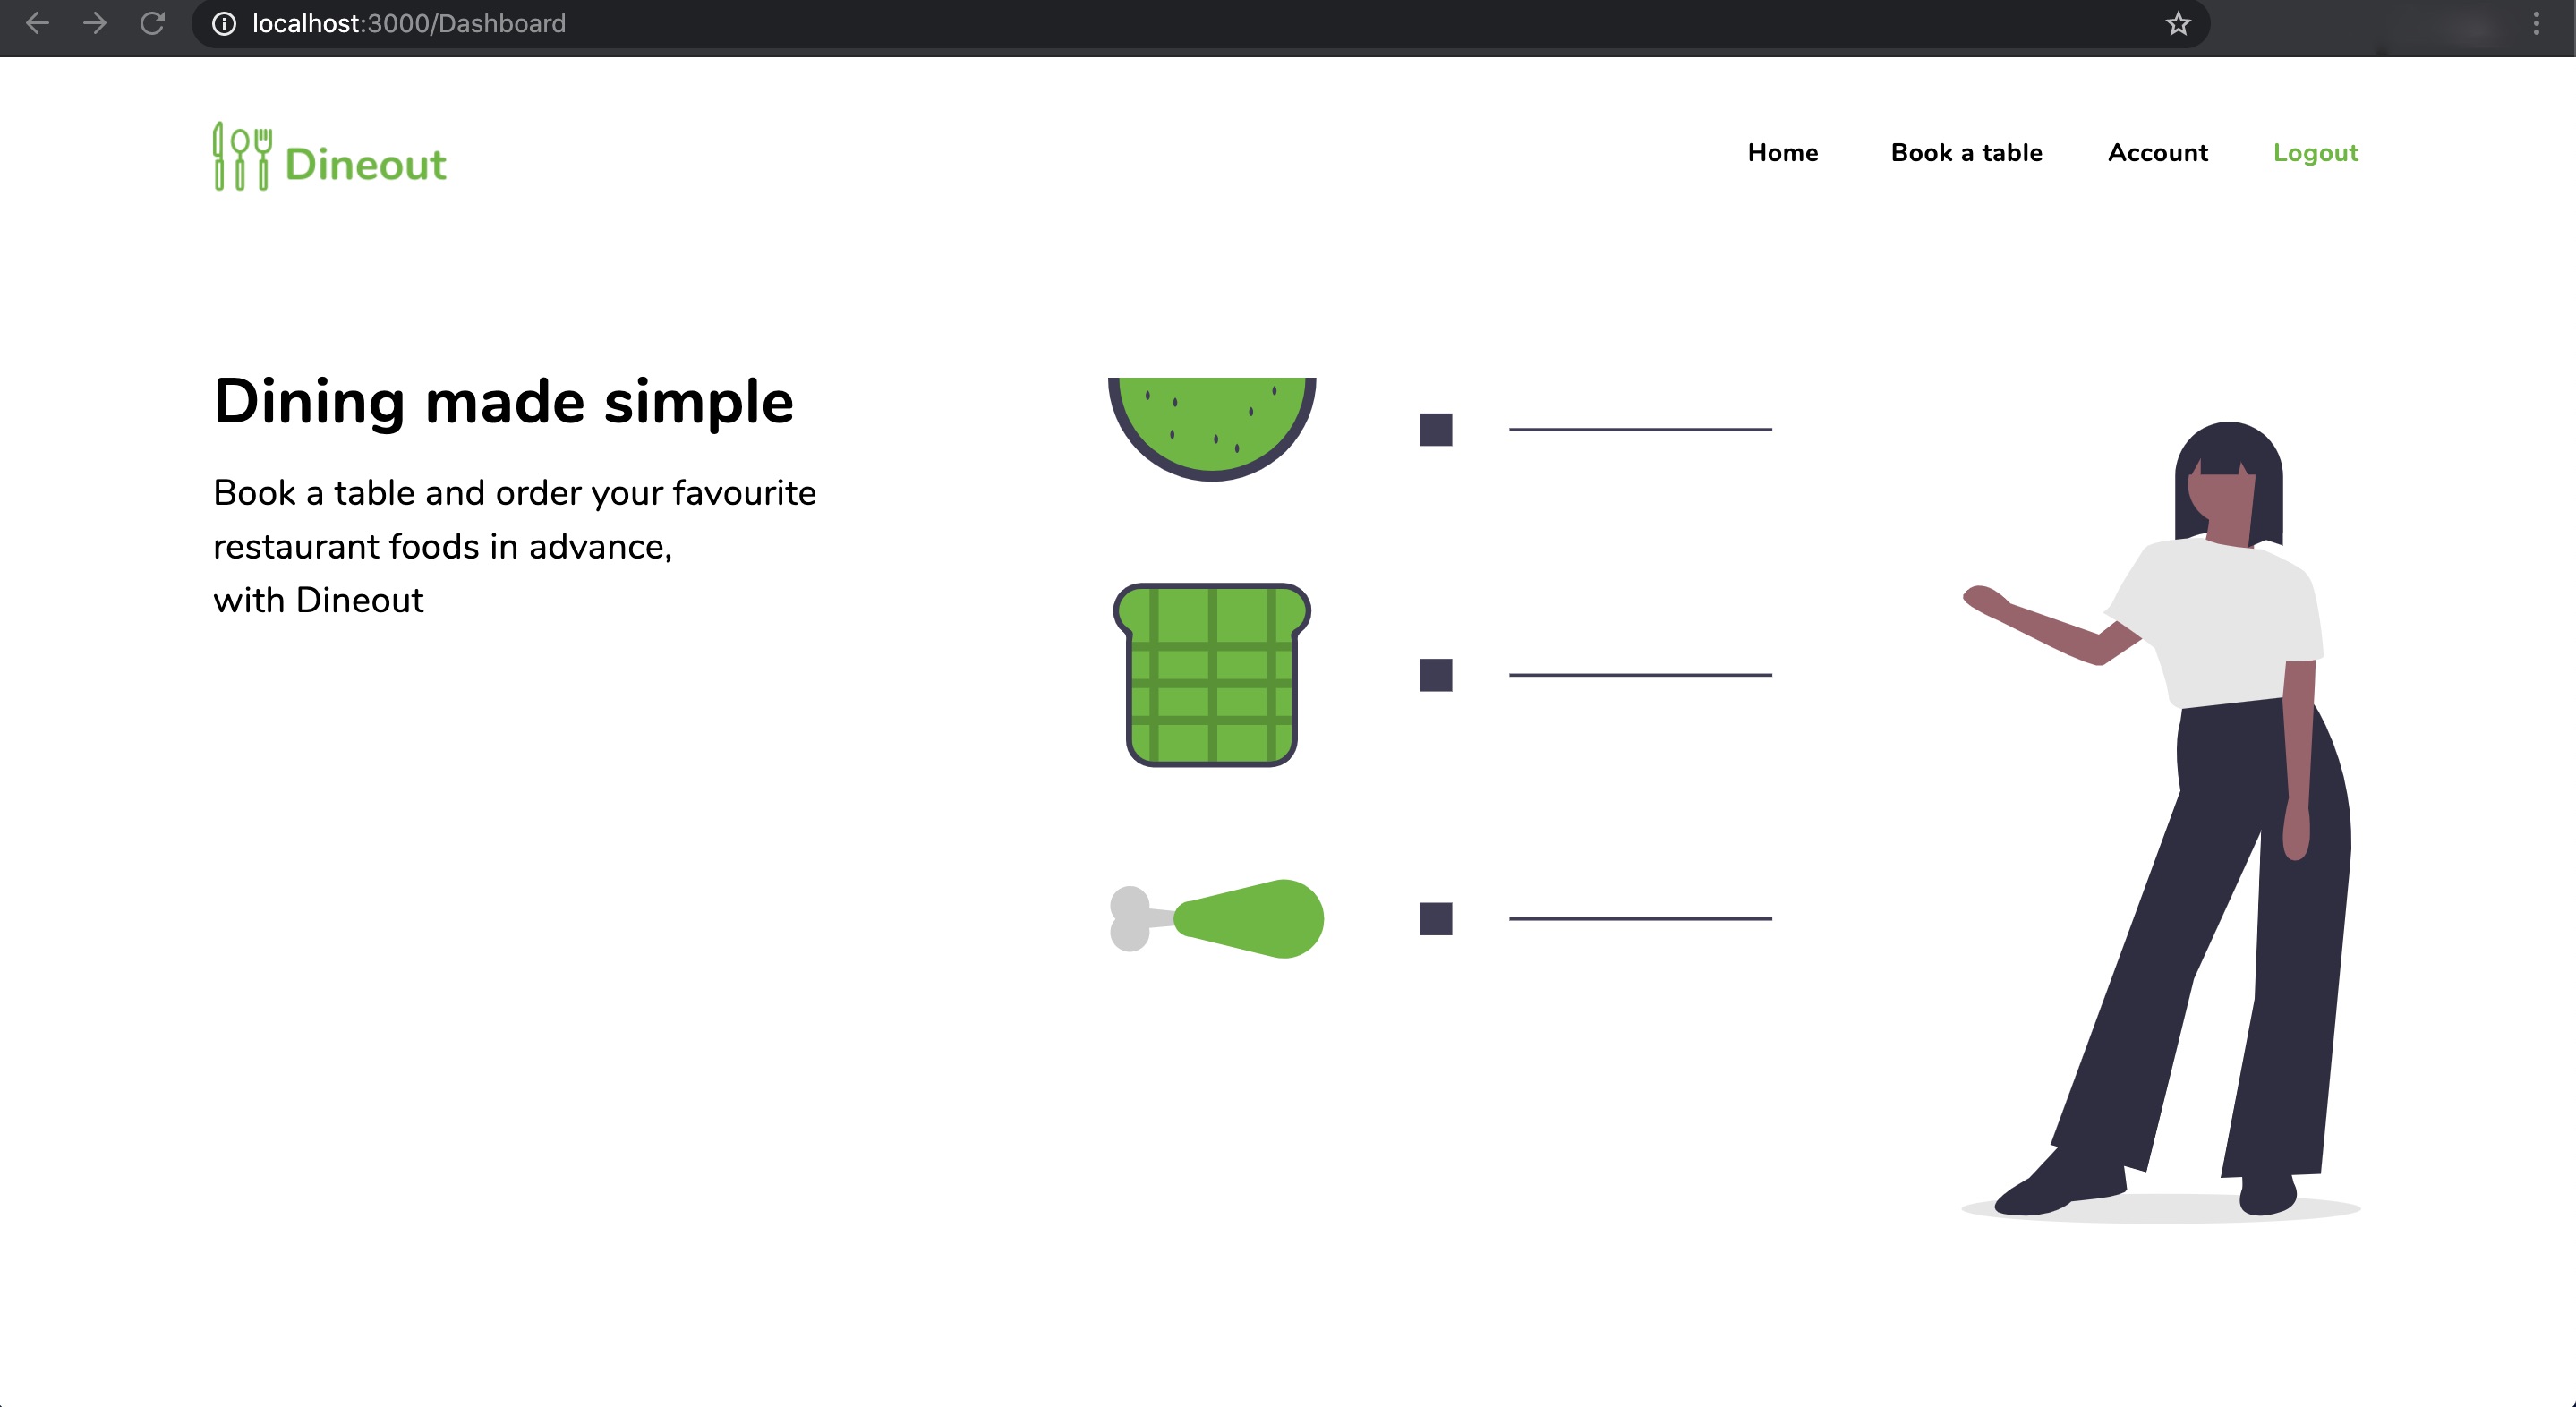 localhost:3000/Dashboard
Dineout
Home Book a table Account Logout
Dining made simple
Book a table and order your favourite
restaurant foods in advance,
with Dineout